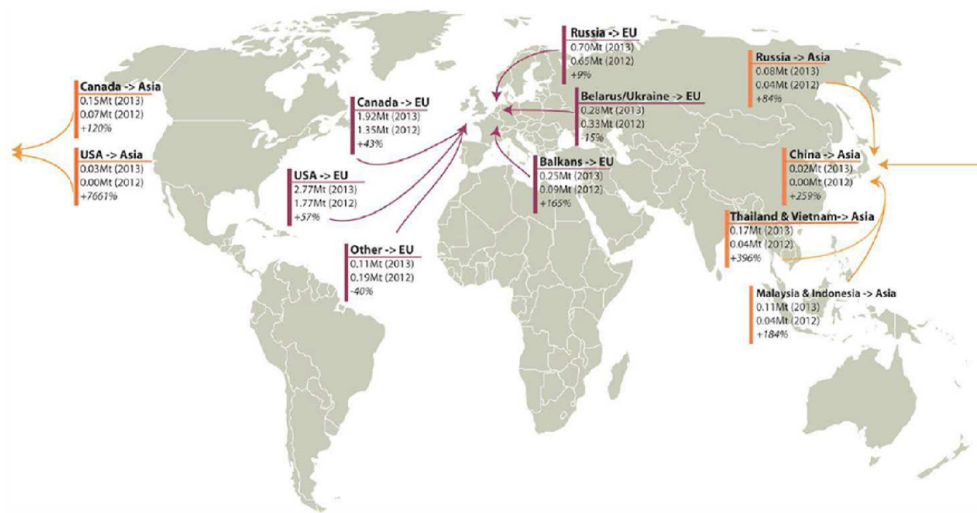 Canada -> Asia
0.15Mt (2013)
0.07Mt (2012)
+120%
USA -> Asia
0.03Mt (2013)
0.00Mt (2012)
+7661%
Canada -> EU
1.92Mt (2013)
1.35Mt (2012)
+43%
USA -> EU
2.77Mt (2013)
1.77Mt (2012)
+57%
Other -> EU
0.11Mt (2013)
0.19Mt (2012)
-40%
Russia -> EU
0.70Mt (2013)
0.65Mt (2012)
+9%
Belarus/Ukraine -> EU
0.28Mt (2013)
0.33Mt (2012)
-15%
Balkans -> EU
0.25Mt (2013)
0.09Mt (2012)
+165%
Russia -> Asia
0.08Mt (2013)
0.04Mt (2012)
+84%
China -> Asia
0.02Mt (2013)
0.00Mt (2012)
+259%
Thailand & Vietnam-> Asia
0.17Mt (2013)
0.04Mt (2012)
+396%
Malaysia & Indonesia -> Asia
0.11Mt (2013)
0.04Mt (2012)
+184%